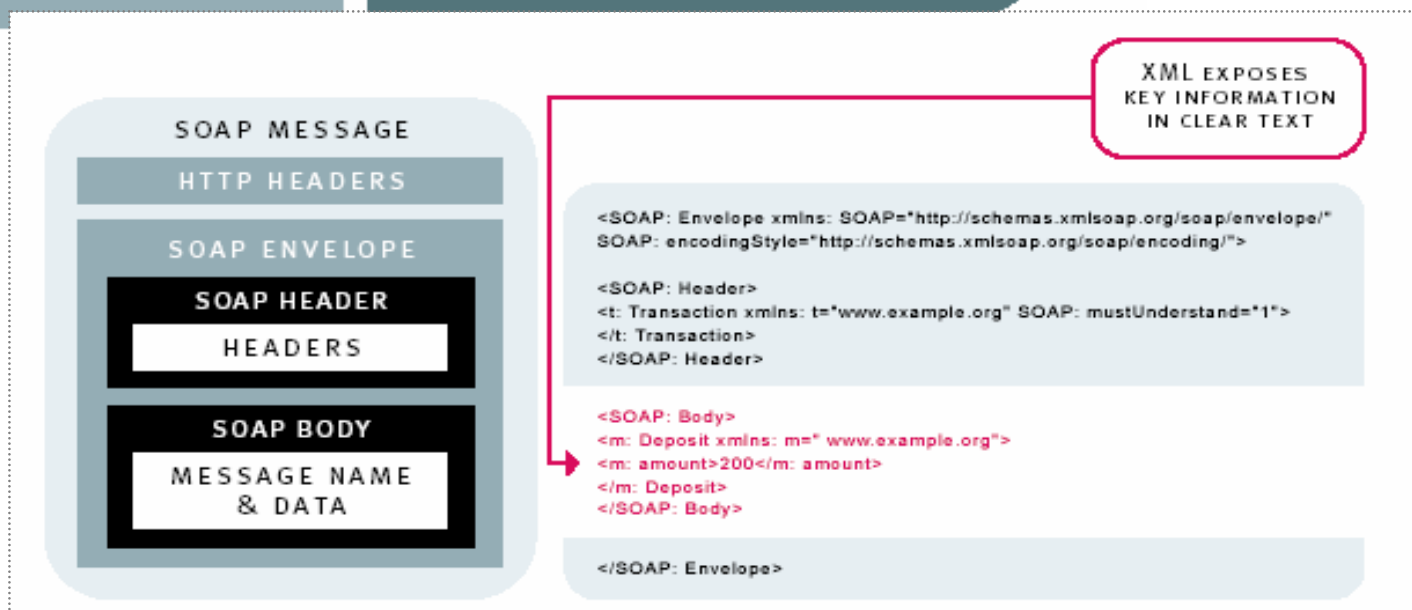 XML EXPOSES
KEY INFORMATION
IN CLEAR TEXT
SOAP MESSAGE
HTTP HEADERS
SOAP ENVELOPE
SOAP HEADER
HEADERS
SOAP BODY
MESSAGE NAME
& DATA
<SOAP: Envelope xmlns: SOAP="http://schemas.xmlsoap.org/soap/envelope/"
SOAP: encodingStyle="http://schemas.xmlsoap.org/soap/encoding/">
<SOAP: Header>
<t: Transaction xmlns: t="www.example.org" SOAP: mustUnderstand="1">
</t: Transaction>
</SOAP: Header>
<SOAP: Body>
<m: Deposit xmlns: m=" www.example.org">
<m: amount>200</m: amount>
</m: Deposit>
</SOAP: Body>
</SOAP: Envelope>